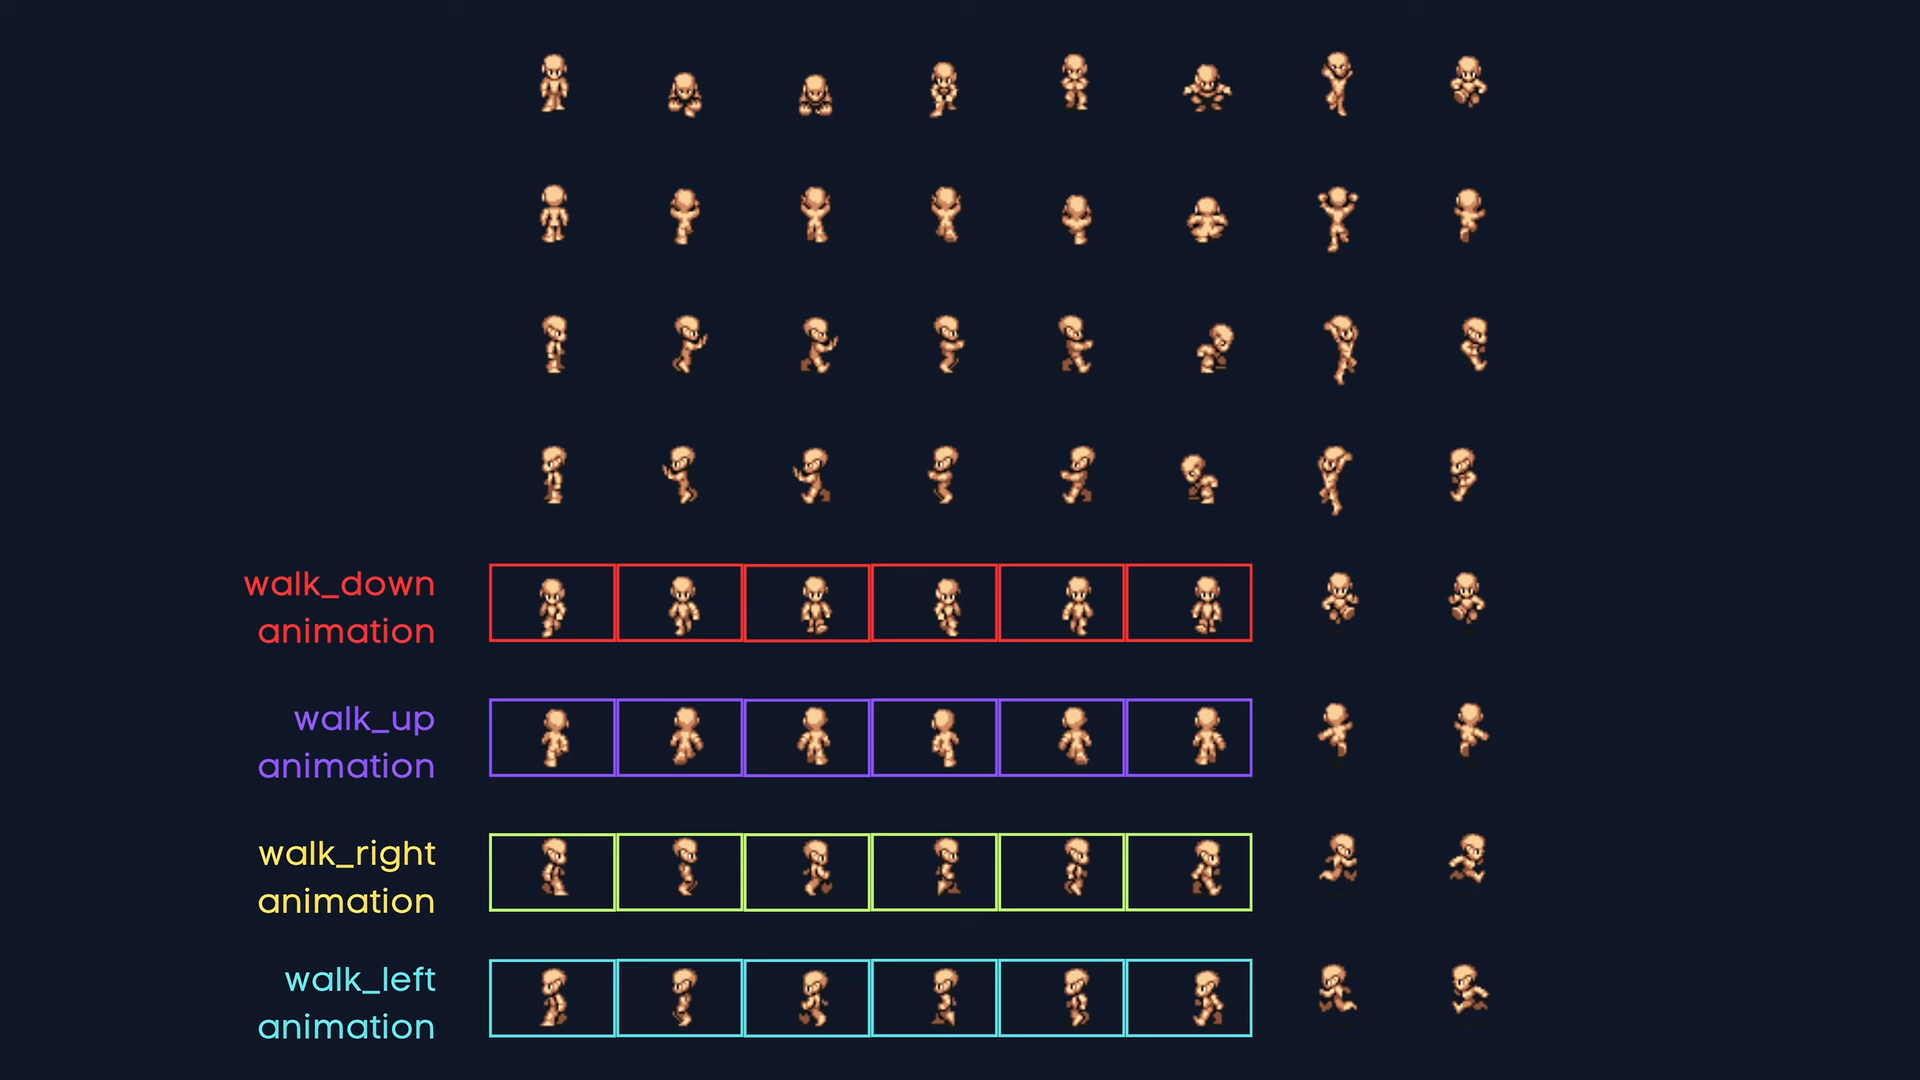 walk_down
animation
walk_up
animation
walk_right
animation
walk_left
animation